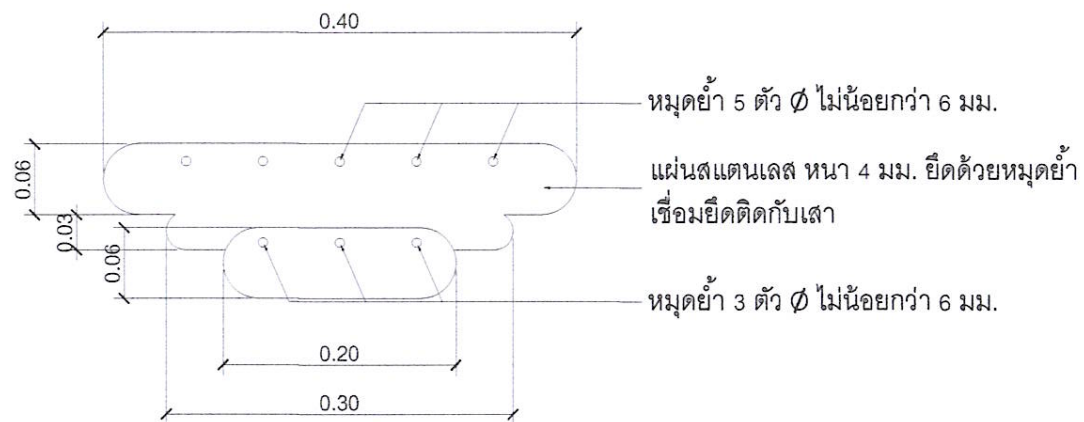 0.40
หมุดย้ำ 5 ตัว Ø ไม่น้อยกว่า 6 มม.
แผ่นสแตนเลส หนา 4 มม. ยึดด้วยหมุดย้ำ
เชื่อมยึดติดกับเสา
0.06
0.03
0.06
หมุดย้ำ 3 ตัว Ø ไม่น้อยกว่า 6 มม.
0.20
0.30